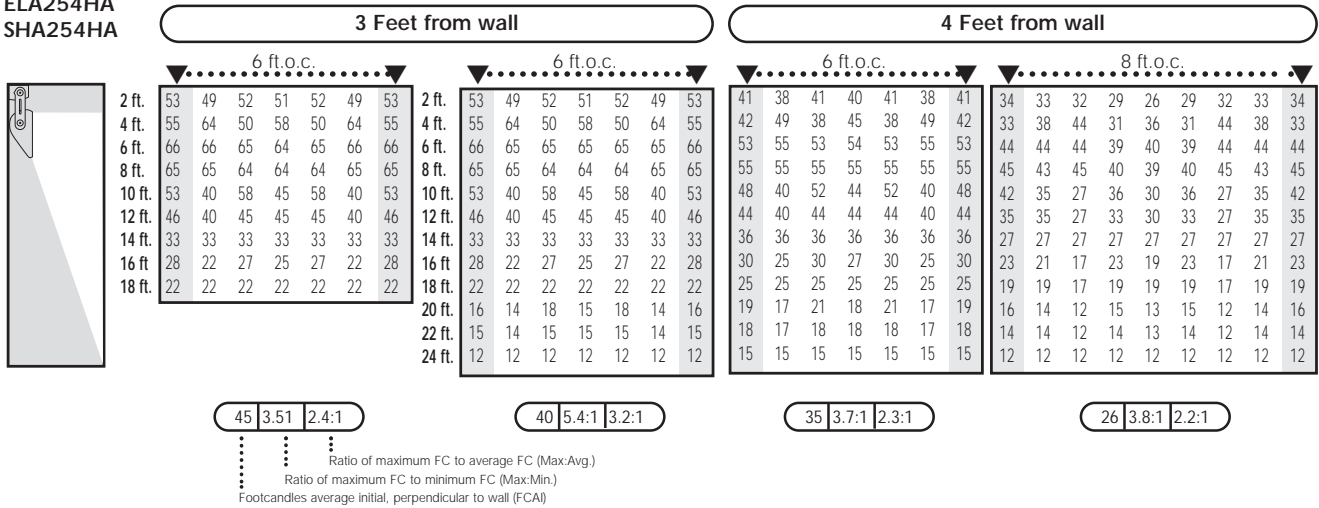 ELA254HA
SHA254HA
3 Feet from wall
4 Feet from wall
6 ft.o.c.
6 ft.o.c.
6 ft.o.c.
8 ft.o.c.
2 ft. 53 49 52 51 52 49 53 2 ft. 53 49 52 51 52 49 53 41 38 41 40 41 38 41 34 33 32 29 26 29 32 33 34
4 ft. 55 64 50 58 50 64 55 4 ft. 55 64 50 58 50 64 55 42 49 38 45 38 49 42 33 38 44 31 36 31 44 38 33
6 ft. 66 66 65 64 65 66 66 6 ft. 66 65 65 65 65 65 66 53 55 53 54 53 55 53 44 44 44 39 40 39 44 44 44
8 ft. 65 65 64 64 64 65 65 8 ft. 65 65 64 64 64 65 65 55 55 55 55 55 55 55 45 43 45 40 39 40 45 43 45
10 ft. 53 40 58 45 58 40 53 10 ft. 53 40 58 45 58 40 53 48 40 52 44 52 40 48 42 35 27 36 30 36 27 35 42
12 ft. 46 40 45 45 45 40 46 12 ft. 46 40 45 45 45 40 46 44 40 44 44 44 40 44 35 35 27 33 30 33 27 35 35
14 ft. 33 33 33 33 33 33 33 14 ft. 33 33 33 33 33 33 33 36 36 36 36 36 36 36 27 27 27 27 27 27 27 27 27
16 ft 28 22 27 25 27 22 28 16 ft 28 22 27 25 27 22 28 30 25 30 27 30 25 30 23 21 17 23 19 23 17 21 23
18 ft. 22 22 22 22 22 22 22 18 ft. 22 22 22 22 22 22 22 25 25 25 25 25 25 25 19 19 17 19 19 19 17 19 19
20 ft. 16 14 18 15 18 14 16 19 17 21 18 21 17 19 16 14 12 15 13 15 12 14 16
22 ft. 15 14 15 15 15 14 15 18 17 18 18 18 17 18 14 14 12 14 13 14 12 14 14
24 ft. 12 12 12 12 12 12 12 15 15 15 15 15 15 15 12 12 12 12 12 12 12 12 12
45 3.51 2.4:1
40 5.4:1 3.2:1
35 3.7:1 2.3:1
26 3.8:1 2.2:1
Ratio of maximum FC to average FC (Max:Avg.)
Ratio of maximum FC to minimum FC (Max:Min.)
Footcandles average initial, perpendicular to wall (FCAI)